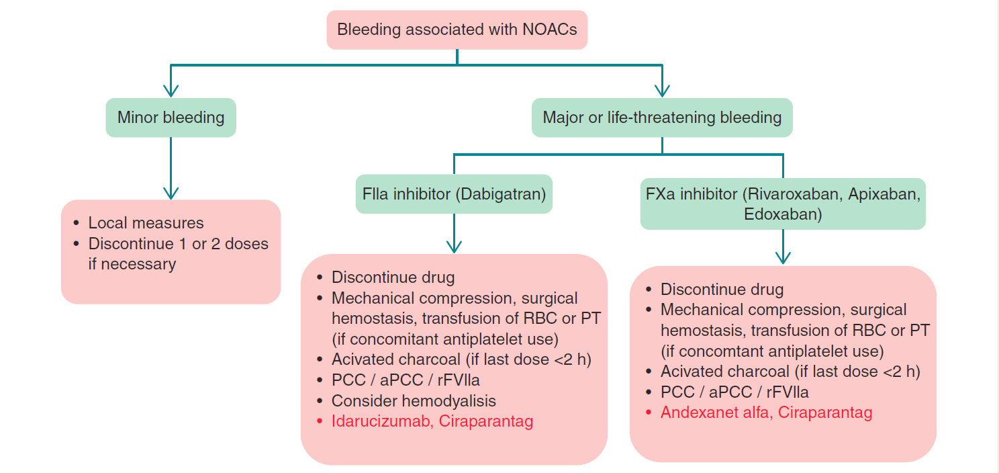 Bleeding associated with NOACs
Minor bleeding
Major or life-threatening bleeding
• Local measures
• Discontinue 1 or 2 doses
if necessary
FIIa inhibitor (Dabigatran)
• Discontinue drug
• Mechanical compression, surgical
hemostasis, transfusion of RBC or PT
(if concomitant antiplatelet use)
• Acivated charcoal (if last dose <2 h)
• PCC / aPCC / rFVIIa
• Consider hemodyalisis
• Idarucizumab, Ciraparantag
FXa inhibitor (Rivaroxaban, Apixaban,
Edoxaban)
• Discontinue drug
• Mechanical compression, surgical
hemostasis, transfusion of RBC or PT
(if concomtant antiplatelet use)
• Acivated charcoal (if last dose <2 h)
• PCC / aPCC / rFVIIa
• Andexanet alfa, Ciraparantag